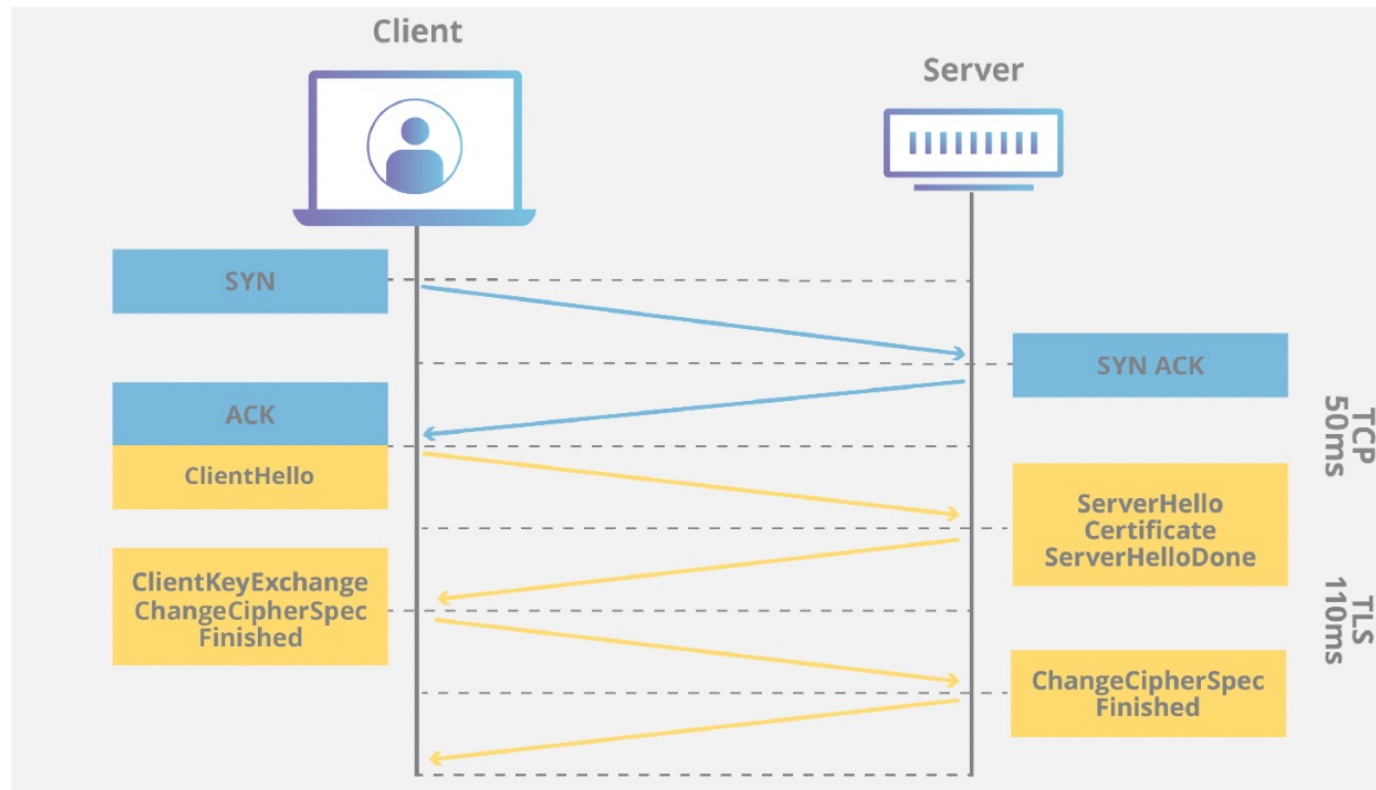 Client
Server
SYN
SYN ACK
ACK
ClientHello
TCP
50ms
ServerHello
Certificate
ServerHelloDone
ClientKeyExchange
ChangeCipherSpec
Finished
TLS
110ms
ChangeCipherSpec
Finished